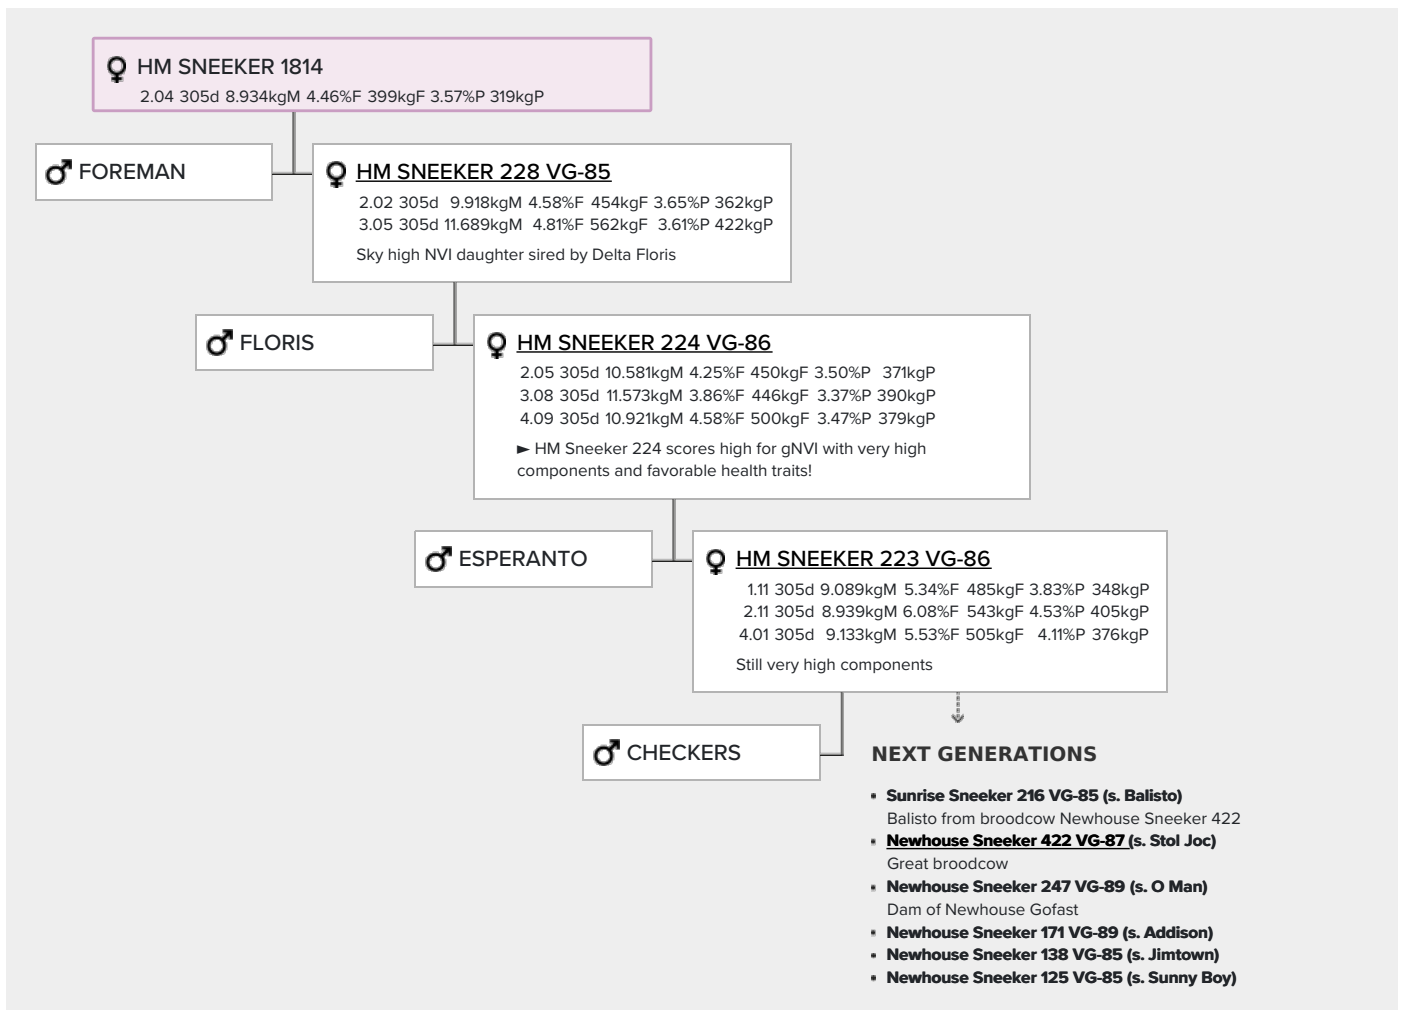 HM SNEEKER 1814
2.04 305d 8.934kgM 4.46%F 399kgF 3.57%P 319kgP
FOREMAN
HM SNEEKER 228 VG-85
2.02 305d 9.918kgM 4.58%F 454kgF 3.65%P 362kgP
3.05 305d 11.689kgM 4.81%F 562kgF 3.61%P 422kgP
Sky high NVI daughter sired by Delta Floris
FLORIS
HM SNEEKER 224 VG-86
2.05 305d 10.581kgM 4.25%F 450kgF 3.50%P 371kgP
3.08 305d 11.573kgM 3.86%F 446kgF 3.37%P 390kgP
4.09 305d 10.921kgM 4.58%F 500kgF 3.47%P 379kgP
► HM Sneeker 224 scores high for gNVI with very high
components and favorable health traits!
ESPERANTO
HM SNEEKER 223 VG-86
1.11 305d 9.089kgM 5.34%F 485kgF 3.83%P 348kgP
2.11 305d 8.939kgM 6.08%F 543kgF 4.53%P 405kgP
4.01 305d 9.133kgM 5.53%F 505kgF 4.11%P 376kgP
Still very high components
CHECKERS
NEXT GENERATIONS
▪ Sunrise Sneeker 216 VG-85 (s. Balisto)
Balisto from broodcow Newhouse Sneeker 422
▪ Newhouse Sneeker 422 VG-87 (s. Stol Joc)
Great broodcow
▪ Newhouse Sneeker 247 VG-89 (s. O Man)
Dam of Newhouse Gofast
▪ Newhouse Sneeker 171 VG-89 (s. Addison)
▪ Newhouse Sneeker 138 VG-85 (s. Jimtown)
▪ Newhouse Sneeker 125 VG-85 (s. Sunny Boy)